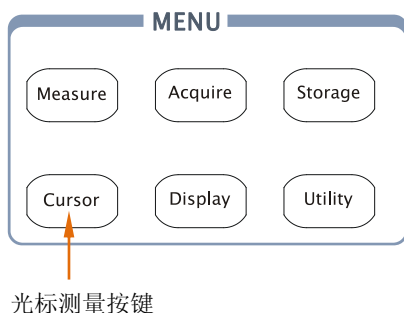 MENU
Measure Acquire Storage
Cursor Display Utility
光标测量按键